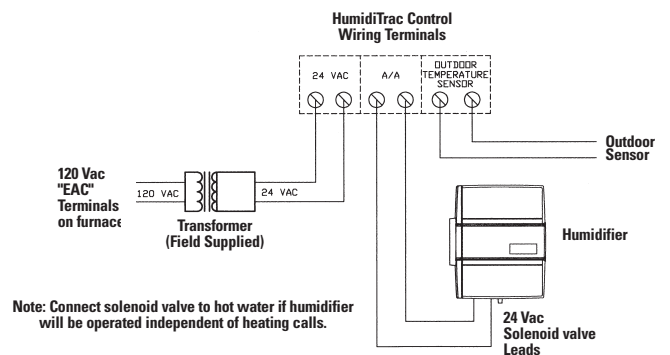 HumidiTrac Control
Wiring Terminals
24 VAC
A/A
OUTDOOR
TEMPERATURE
SENSOR
Outdoor
Sensor
120 Vac
"EAC"
Terminals
on furnace
120 VAC
24 VAC
Transformer
(Field Supplied)
Humidifier
Note: Connect solenoid valve to hot water if humidifier
will be operated independent of heating calls.
24 Vac
Solenoid valve
Leads